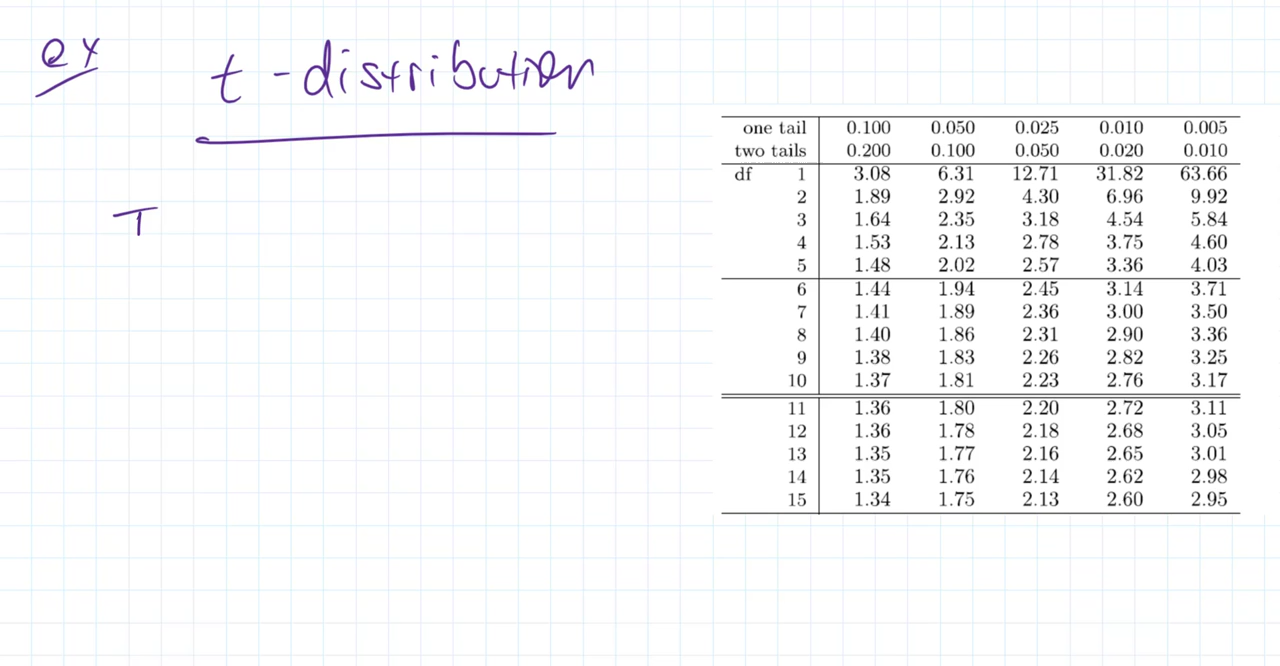 ex t-distribution
T
one tail 0.100 0.050 0.025 0.010 0.005
two tails 0.200 0.100 0.050 0.020 0.010
df 1 3.08 6.31 12.71 31.82 63.66
2 1.89 2.92 4.30 6.96 9.92
3 1.64 2.35 3.18 4.54 5.84
4 1.53 2.13 2.78 3.75 4.60
5 1.48 2.02 2.57 3.36 4.03
6 1.44 1.94 2.45 3.14 3.71
7 1.41 1.89 2.36 3.00 3.50
8 1.40 1.86 2.31 2.90 3.36
9 1.38 1.83 2.26 2.82 3.25
10 1.37 1.81 2.23 2.76 3.17
11 1.36 1.80 2.20 2.72 3.11
12 1.36 1.78 2.18 2.68 3.05
13 1.35 1.77 2.16 2.65 3.01
14 1.35 1.76 2.14 2.62 2.98
15 1.34 1.75 2.13 2.60 2.95